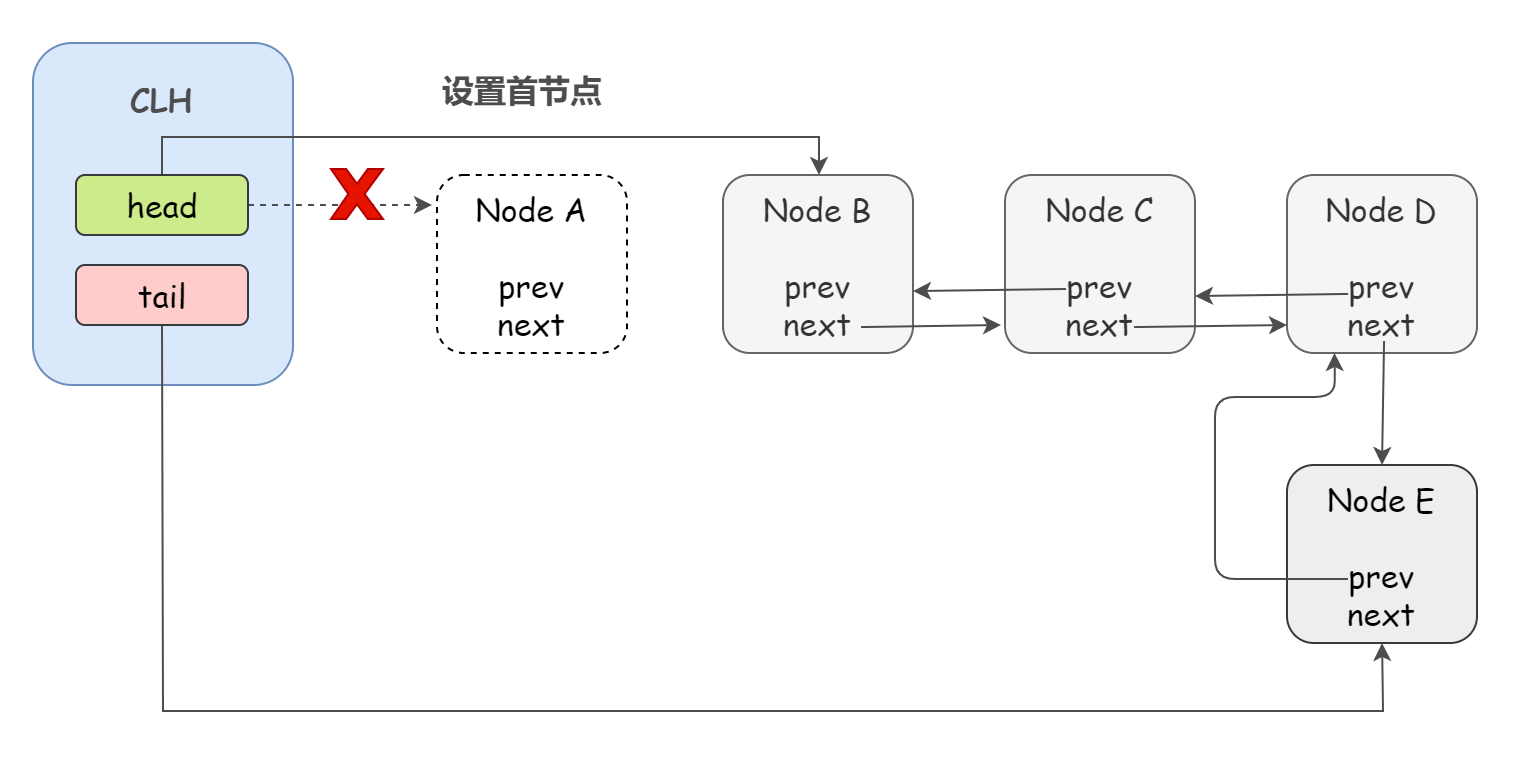 CLH
设置首节点
head
tail
Node A
prev
next
Node B
prev
next
Node C
prev
next
Node D
prev
next
Node E
prev
next